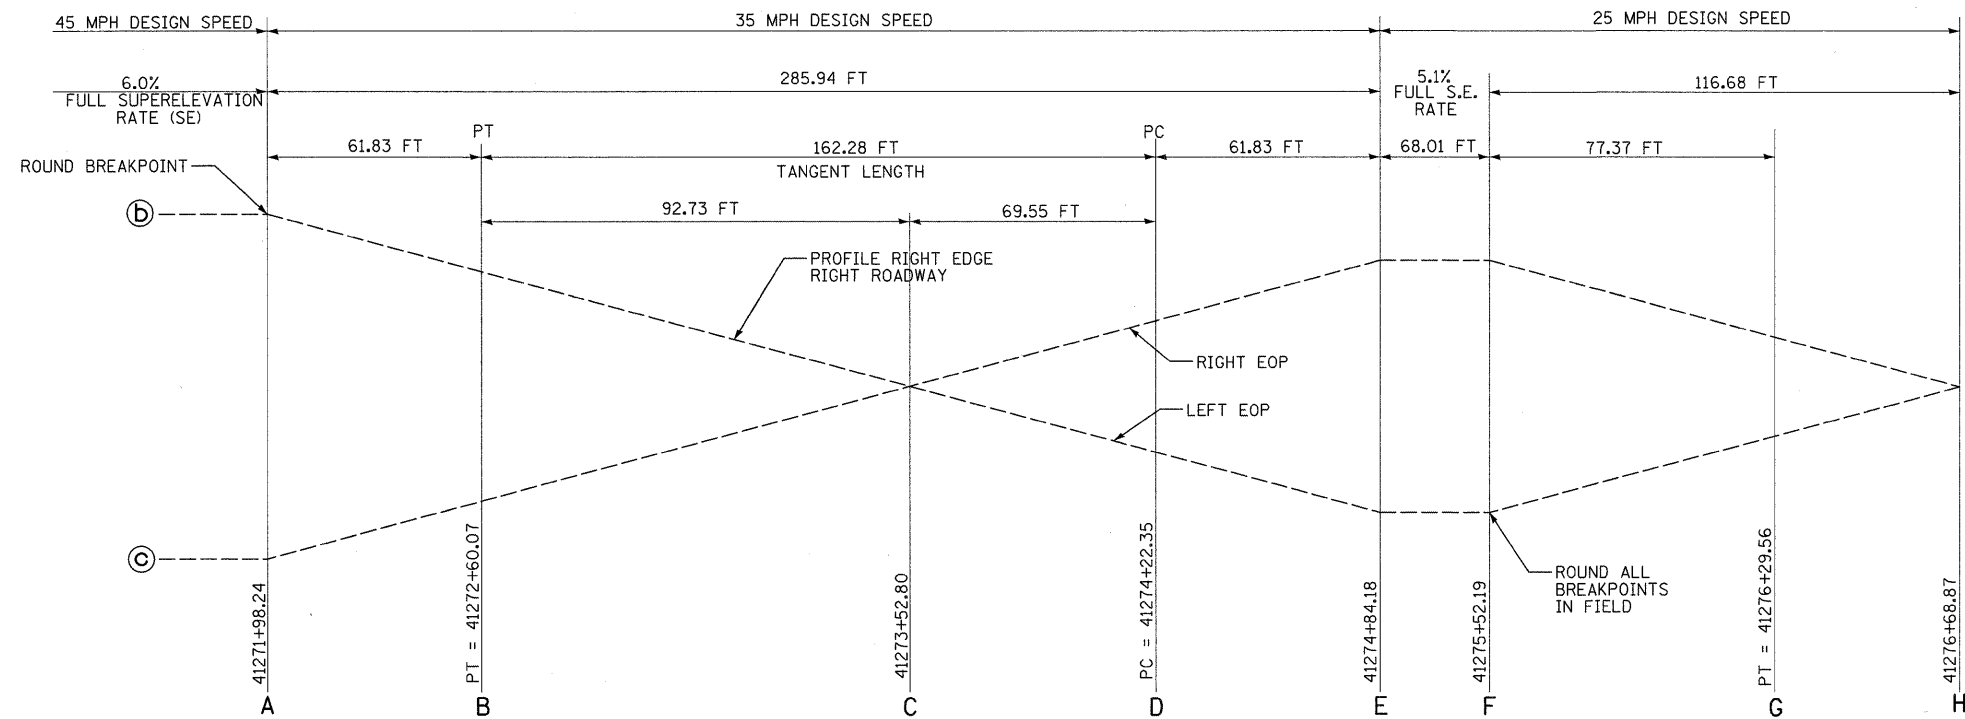 45 MPH DESIGN SPEED
35 MPH DESIGN SPEED
25 MPH DESIGN SPEED
6.0%
FULL SUPERELEVATION
RATE (SE)
285.94 FT
5.1%
FULL S.E.
RATE
116.68 FT
PT
PC
61.83 FT
162.28 FT
TANGENT LENGTH
61.83 FT
68.01 FT
77.37 FT
ROUND BREAKPOINT
b
92.73 FT
69.55 FT
PROFILE RIGHT EDGE
RIGHT ROADWAY
RIGHT EOP
LEFT EOP
c
ROUND ALL
BREAKPOINTS
IN FIELD
41271+98.24
PT = 41272+60.07
41273+52.80
PC = 41274+22.35
41274+84.18
41275+52.19
PT = 41276+29.56
41276+68.87
A
B
C
D
E
F
G
H